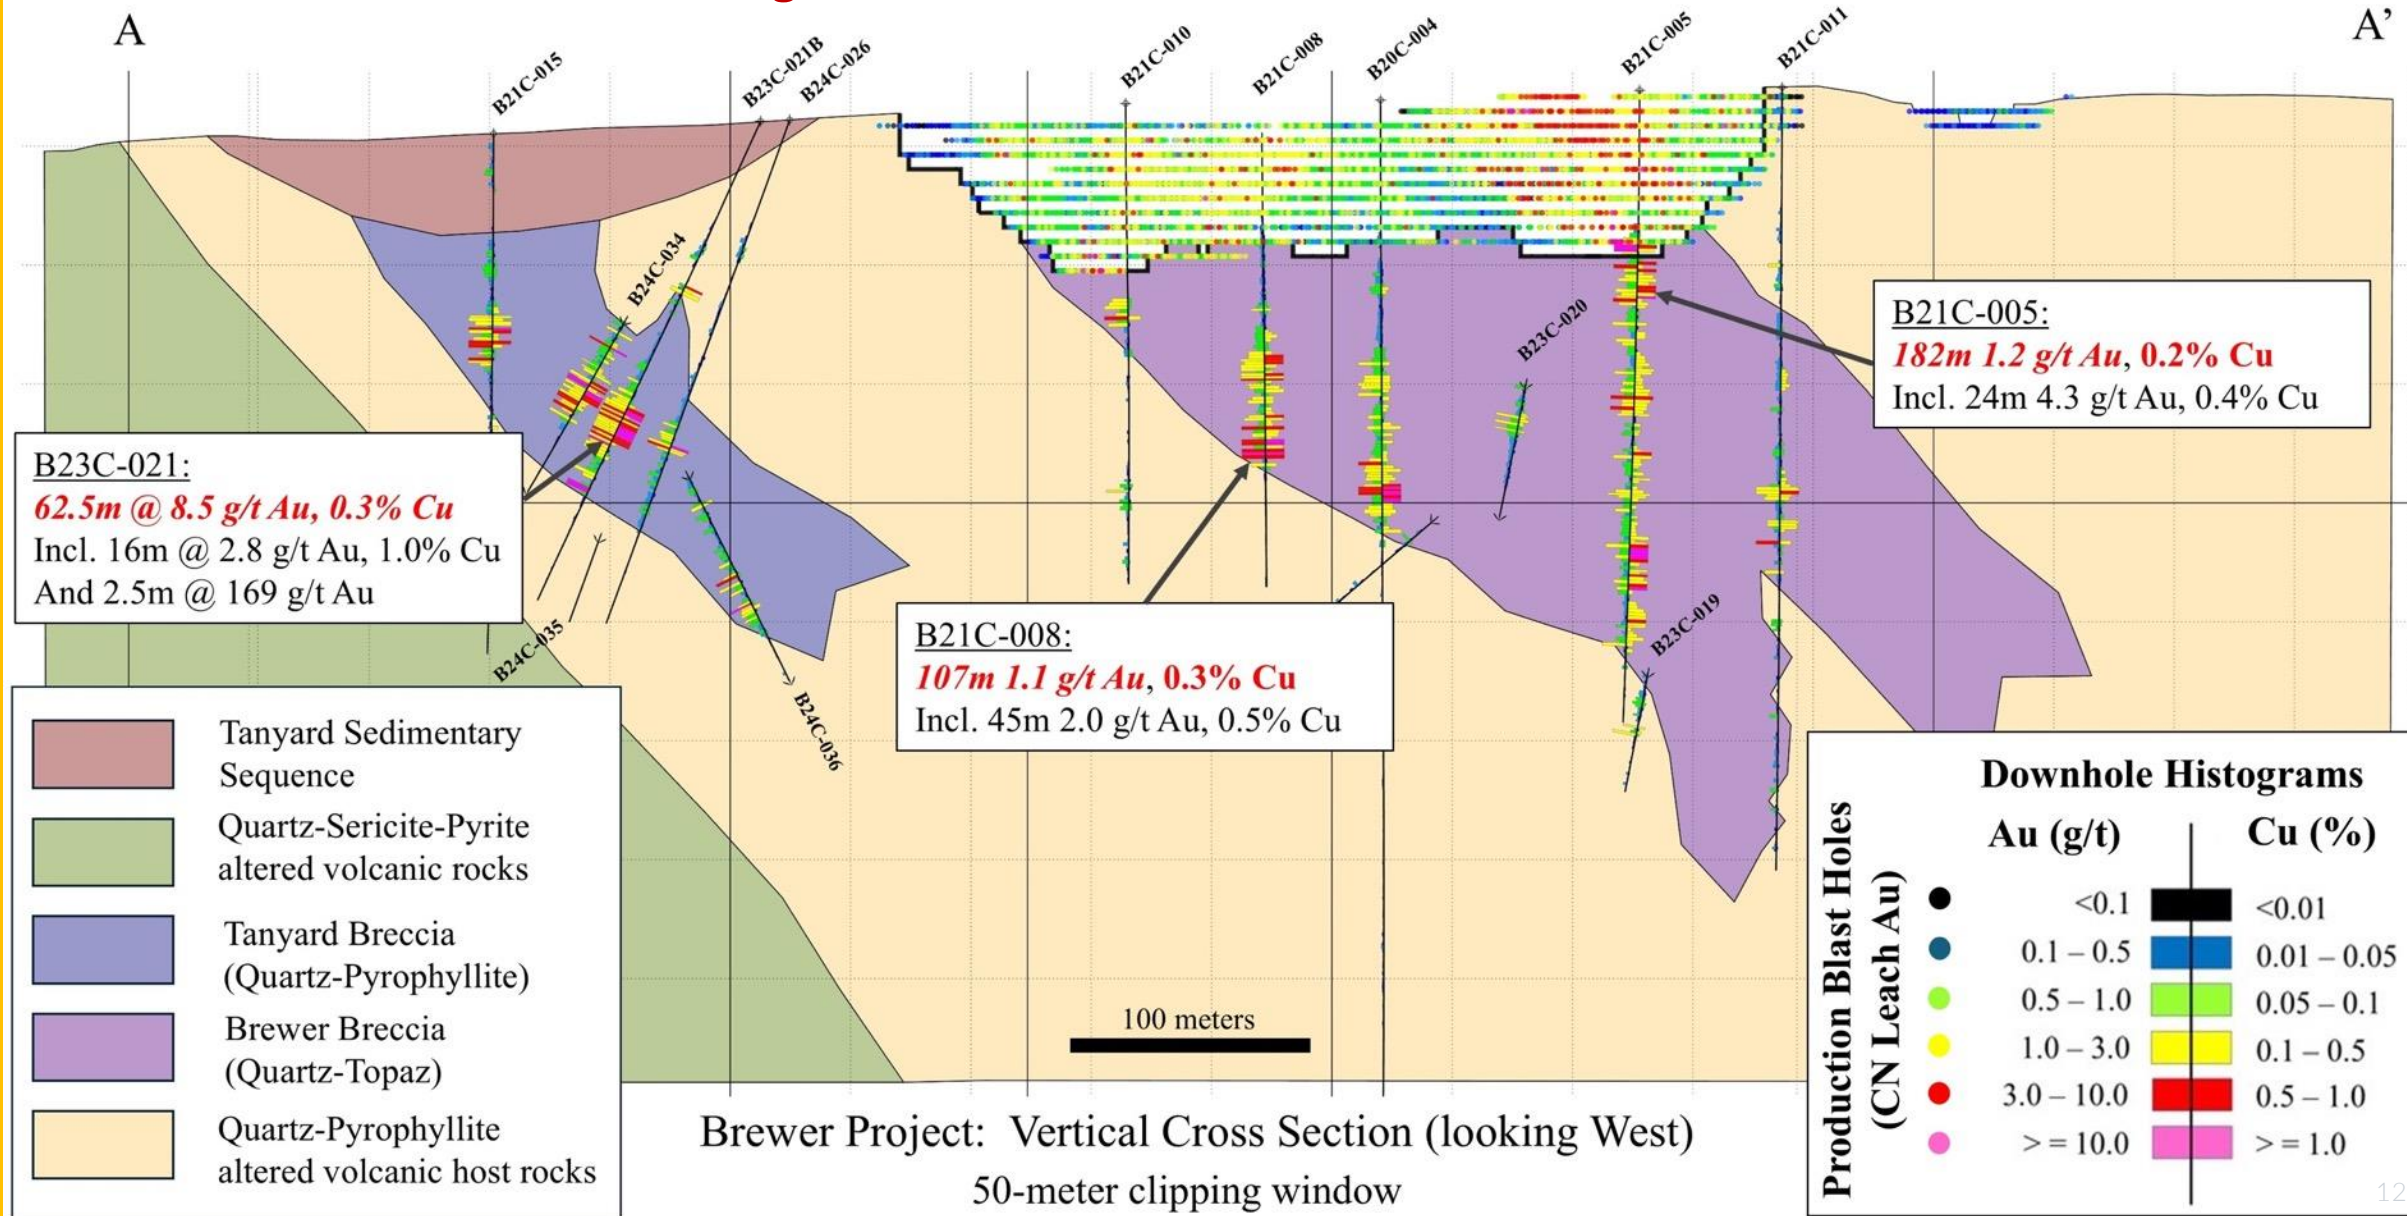 A
A’
B21C-015
B23C-021B
B24C-026
B21C-010
B21C-008
B20C-004
B21C-005
B21C-011
B24C-034
B23C-020
B21C-005:
182m 1.2 g/t Au, 0.2% Cu
Incl. 24m 4.3 g/t Au, 0.4% Cu
B23C-021:
62.5m @ 8.5 g/t Au, 0.3% Cu
Incl. 16m @ 2.8 g/t Au, 1.0% Cu
And 2.5m @ 169 g/t Au
B21C-008:
107m 1.1 g/t Au, 0.3% Cu
Incl. 45m 2.0 g/t Au, 0.5% Cu
B23C-019
B24C-035
B24C-036
Tanyard Sedimentary
Sequence
Quartz-Sericite-Pyrite
altered volcanic rocks
Tanyard Breccia
(Quartz-Pyrophyllite)
Brewer Breccia
(Quartz-Topaz)
Quartz-Pyrophyllite
altered volcanic host rocks
100 meters
Brewer Project: Vertical Cross Section (looking West)
50-meter clipping window
Production Blast Holes
(CN Leach Au)
Downhole Histograms
Au (g/t) Cu (%)
<0.1 <0.01
0.1 – 0.5 0.01 – 0.05
0.5 – 1.0 0.05 – 0.1
1.0 – 3.0 0.1 – 0.5
3.0 – 10.0 0.5 – 1.0
> = 10.0 > = 1.0
12